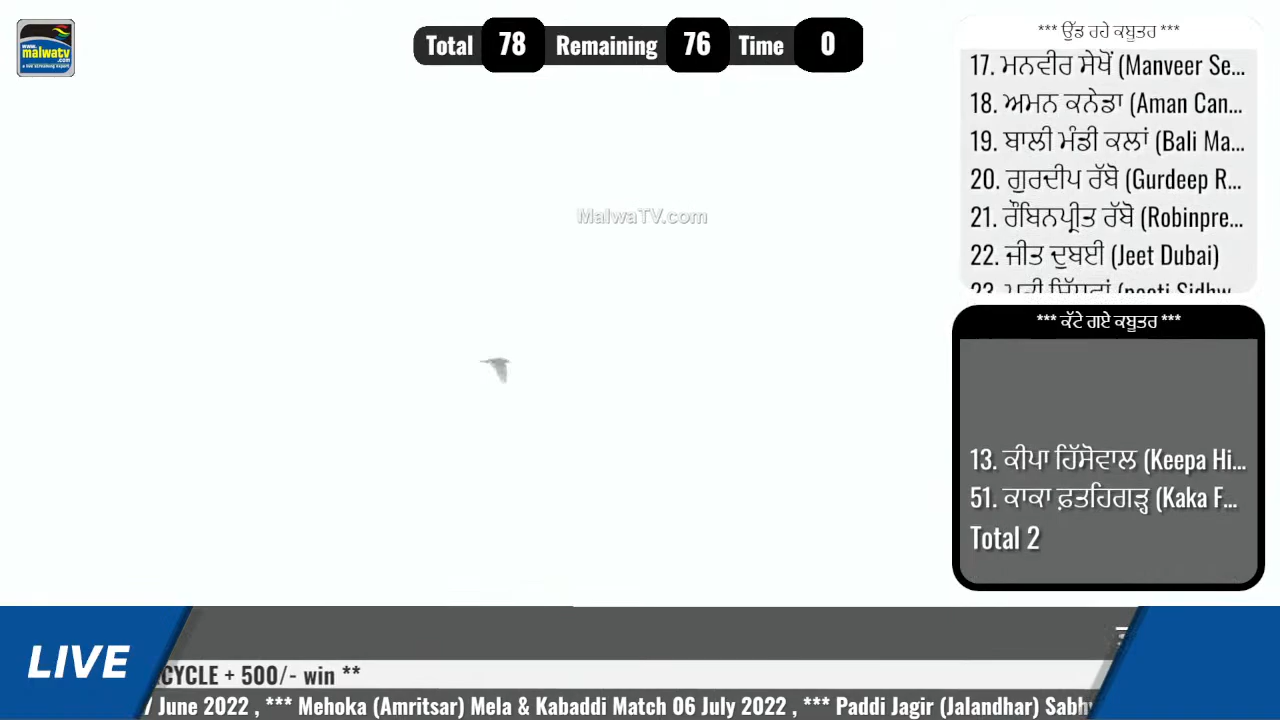 www.
malwatv
.com
a live streaming expert
Total 78 Remaining 76 Time 0
*** ਉੱਡ ਰਹੇ ਕਬੂਤਰ ***
17. ਮਨਵੀਰ ਸੇਖੋਂ (Manveer Se...
18. ਅਮਨ ਕਨੇਡਾ (Aman Can...
19. ਬਾਲੀ ਮੰਡੀ ਕਲਾਂ (Bali Ma...
20. ਗੁਰਦੀਪ ਰੱਬੋ (Gurdeep R...
21. ਰੌਬਿਨਪ੍ਰੀਤ ਰੱਬੋ (Robinpre...
22. ਜੀਤ ਦੁਬਈ (Jeet Dubai)
MalwaTV.com
*** ਕੱਟੇ ਗਏ ਕਬੂਤਰ ***
13. ਕੀਪਾ ਹਿੱਸੋਵਾਲ (Keepa Hi...
51. ਕਾਕਾ ਫ਼ਤਹਿਗੜ੍ਹ (Kaka F...
Total 2
LIVE
CYCLE + 500/- win **
June 2022 , *** Mehoka (Amritsar) Mela & Kabaddi Match 06 July 2022 , *** Paddi Jagir (Jalandhar)